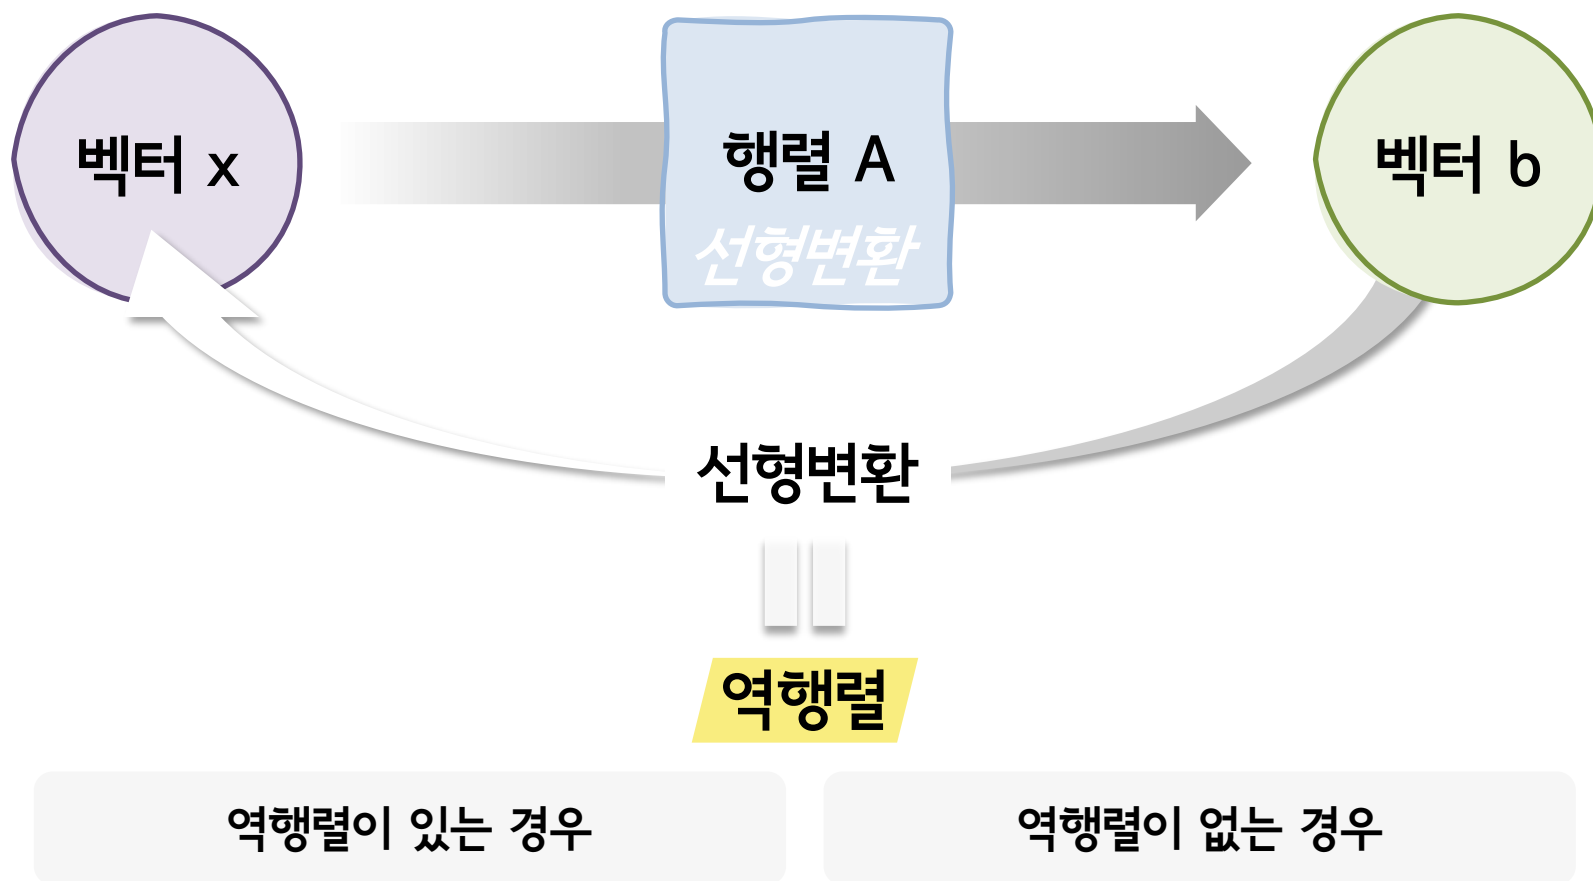 벡터 x
행렬 A
선형변환
벡터 b
선형변환
역행렬
역행렬이 있는 경우
역행렬이 없는 경우